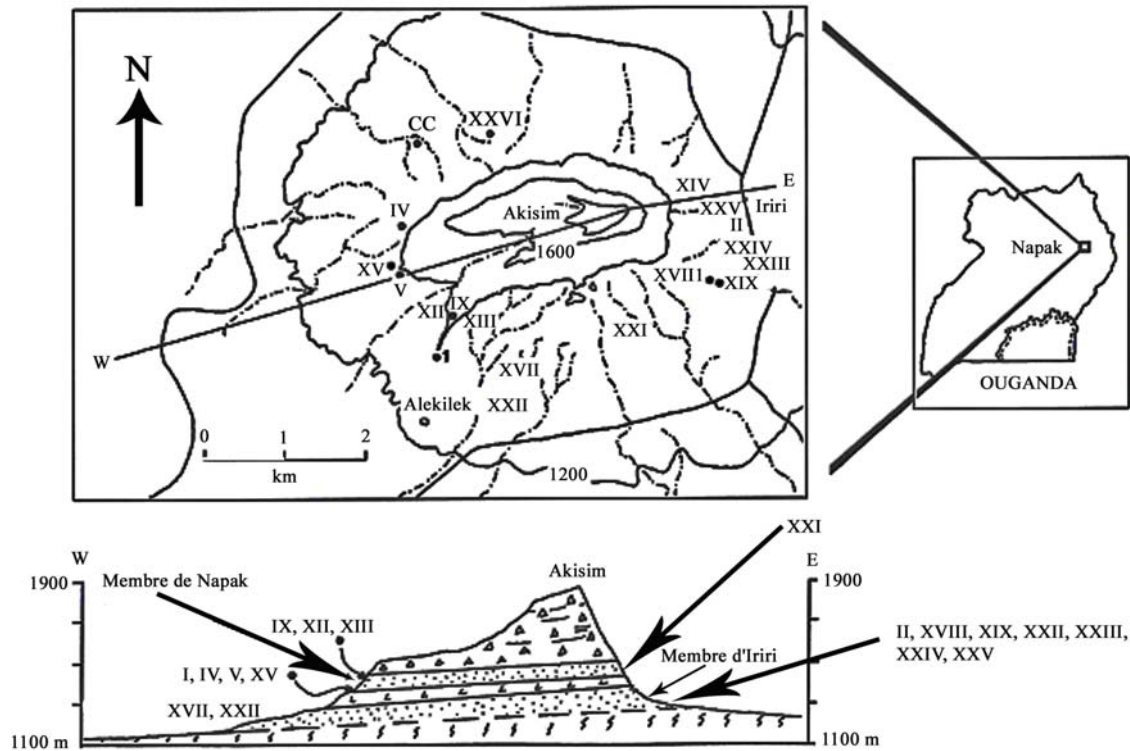 N
CC
XXVI
XIV
E
IV
Akisim
XXV
Iriri
II
1600
XXIV
XV
XXIII
V
XVII1
XIX
IX
XII
XIII
XXI
W
1
XVII
Alekilek
XXII
0 1 2
km
1200
Napak
OUGANDA
XXI
W
E
1900
Membre de Napak
Akisim
1900
IX, XII, XIII
II, XVIII, XIX, XXII, XXIII,
XXIV, XXV
Membre d'Iriri
I, IV, V, XV
XVII, XXII
1100 m
1100 m